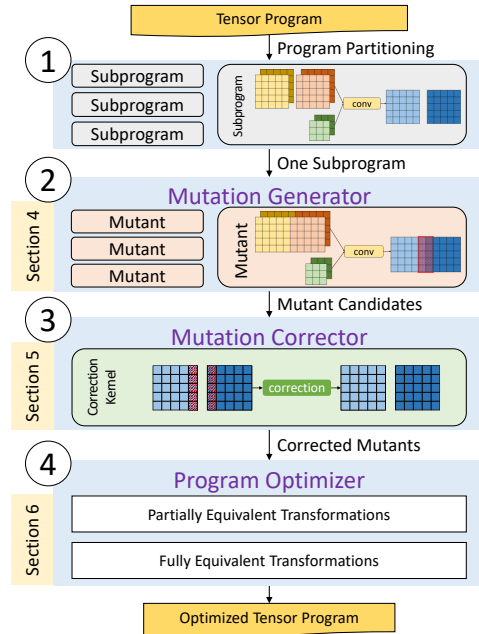 Tensor Program
Program Partitioning
1
Subprogram
Subprogram
Subprogram
Subprogram
conv
One Subprogram
2
Mutation Generator
Section 4
Mutant
Mutant
Mutant
Mutant
conv
Mutant Candidates
3
Mutation Corrector
Section 5
Correction
Kernel
correction
Corrected Mutants
4
Program Optimizer
Section 6
Partially Equivalent Transformations
Fully Equivalent Transformations
Optimized Tensor Program